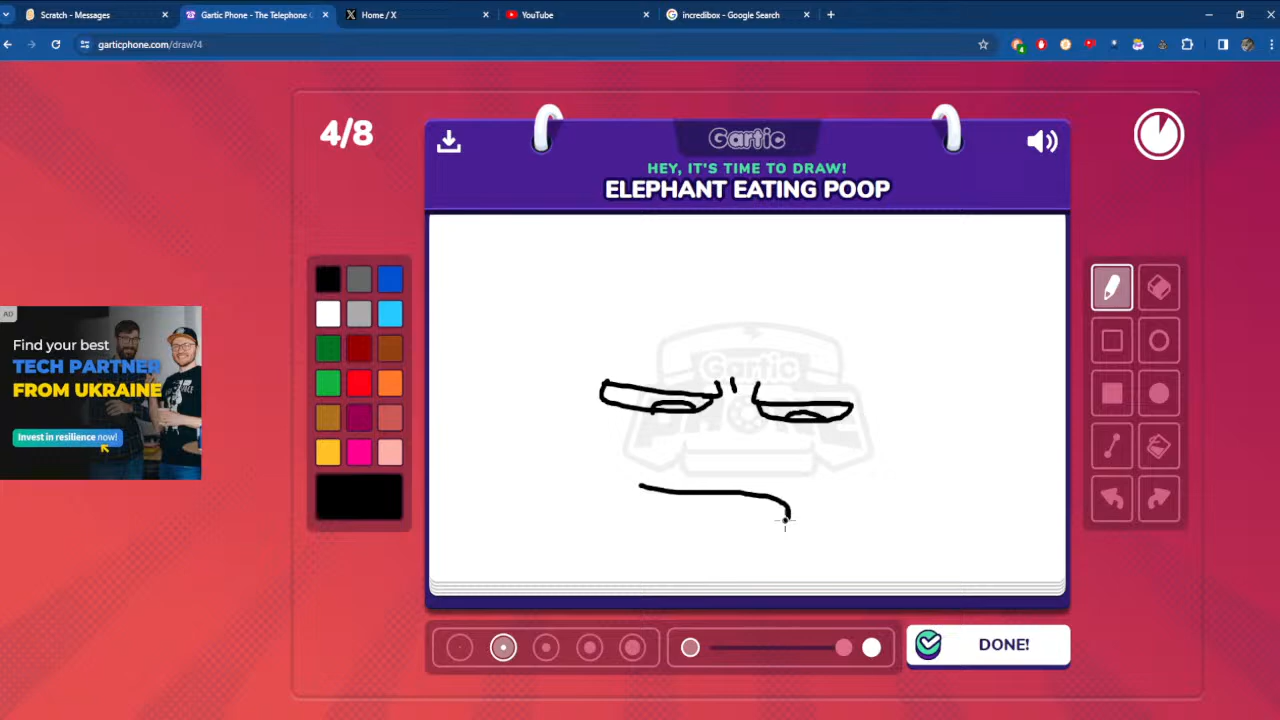 Scratch - Messages
Gartic Phone - The Telephone G
Home / X
YouTube
incredibox - Google Search
garticphone.com/draw?4
4/8
Gartic
HEY, IT'S TIME TO DRAW!
ELEPHANT EATING POOP
Gartic
PHONE
AD
Find your best
TECH PARTNER
FROM UKRAINE
Invest in resilience now!
DONE!